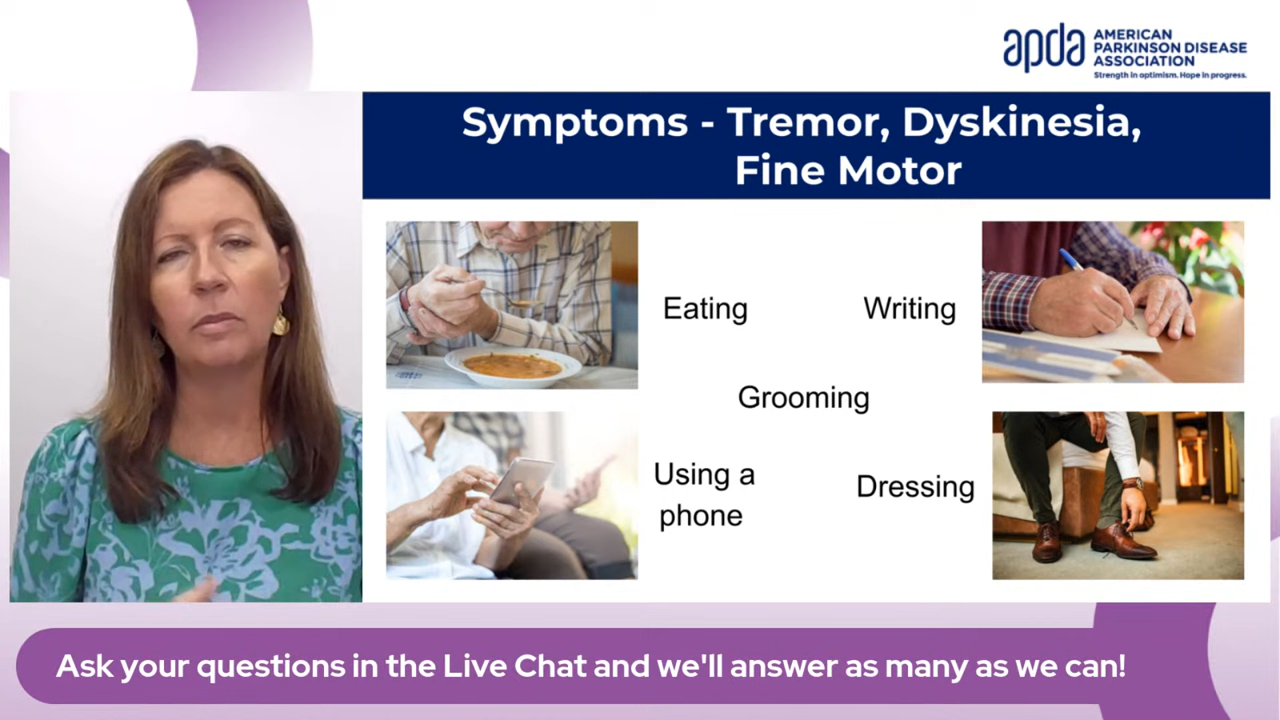 apda
AMERICAN
PARKINSON DISEASE
ASSOCIATION
Strength in optimism. Hope in progress.
Symptoms - Tremor, Dyskinesia,
Fine Motor
Eating
Writing
Grooming
Using a
phone
Dressing
Ask your questions in the Live Chat and we'll answer as many as we can!